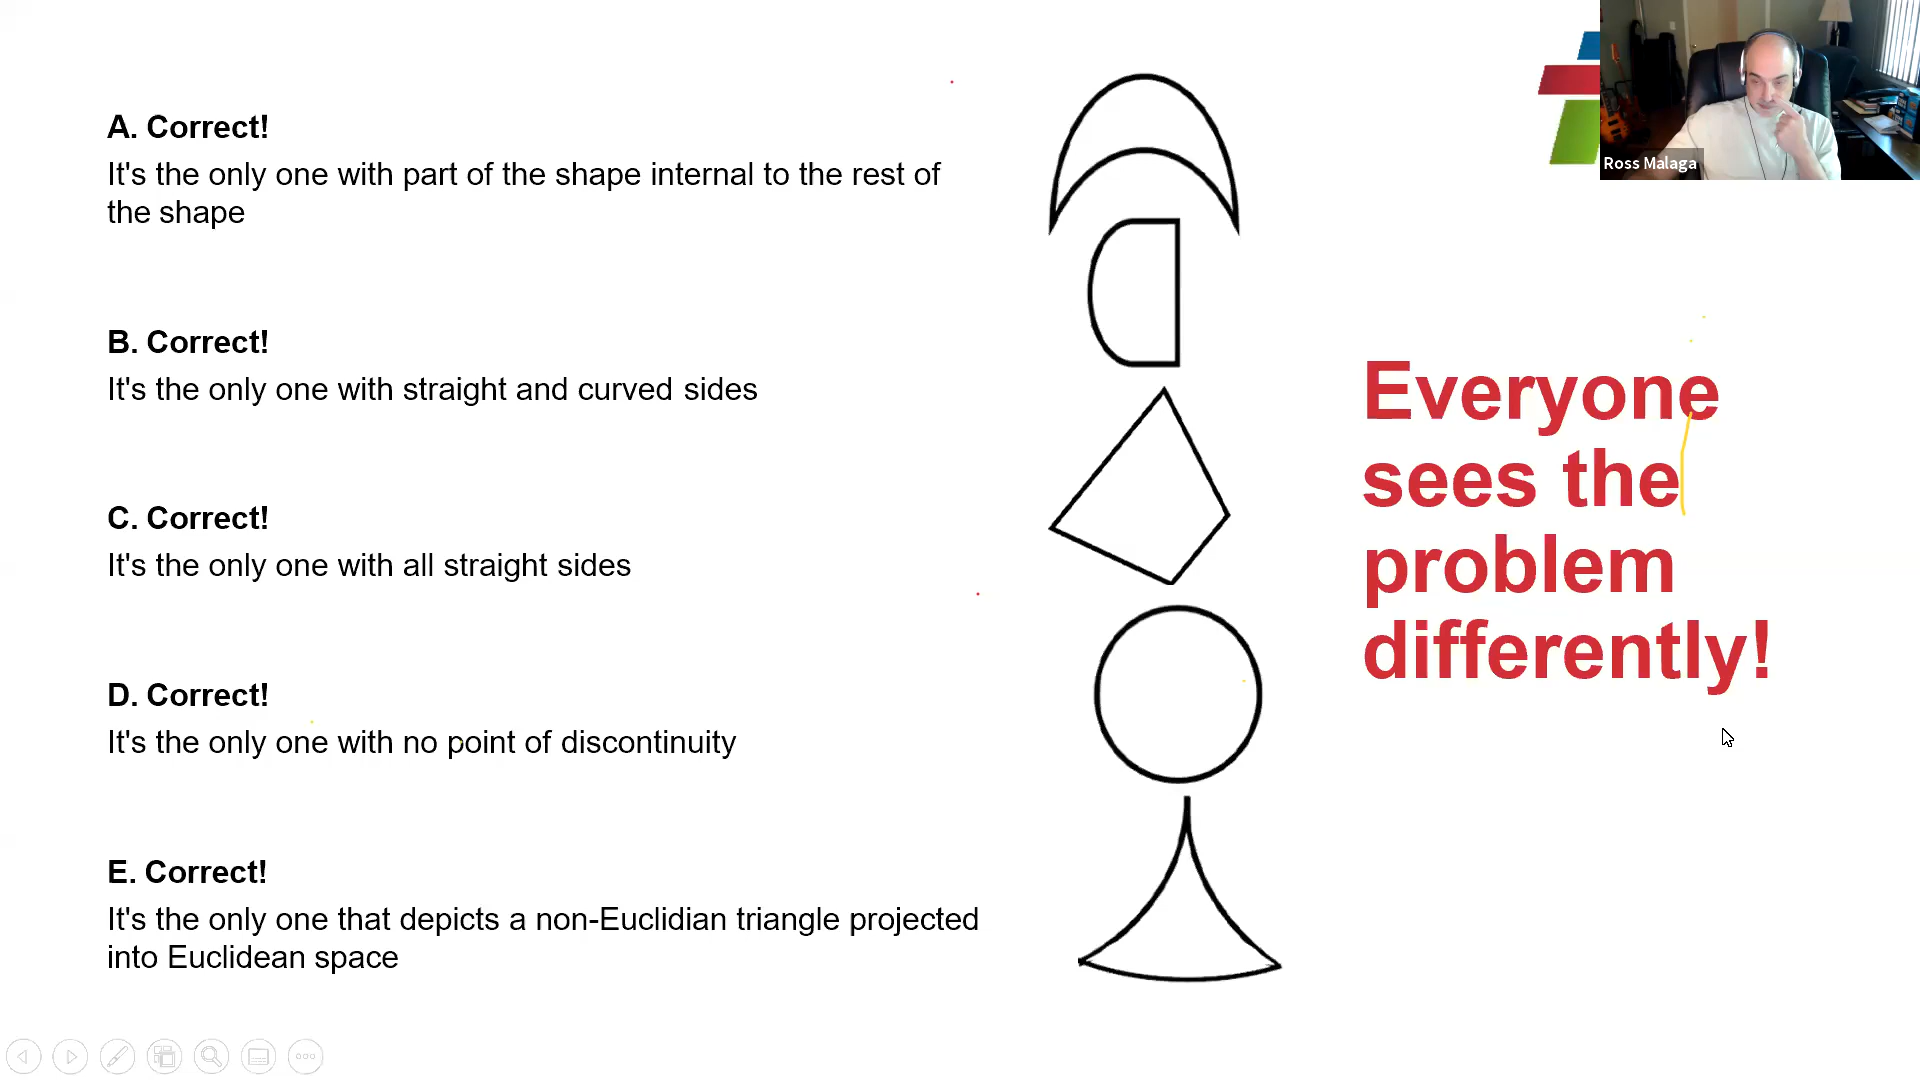 A. Correct!
It's the only one with part of the shape internal to the rest of
the shape
B. Correct!
It's the only one with straight and curved sides
C. Correct!
It's the only one with all straight sides
D. Correct!
It's the only one with no point of discontinuity
E. Correct!
It's the only one that depicts a non-Euclidian triangle projected
into Euclidean space
Everyone
sees the
problem
differently!
Ross Malaga